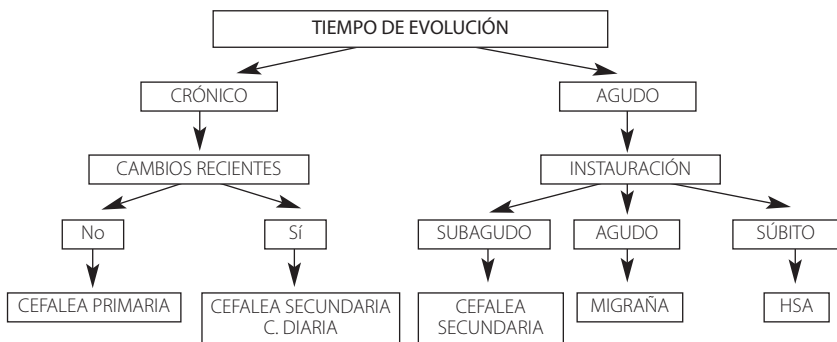 TIEMPO DE EVOLUCIÓN
CRÓNICO
AGUDO
CAMBIOS RECIENTES
INSTAURACIÓN
No
Sí
SUBAGUDO
AGUDO
SÚBITO
CEFALEA PRIMARIA
CEFALEA SECUNDARIA
C. DIARIA
CEFALEA
SECUNDARIA
MIGRAÑA
HSA